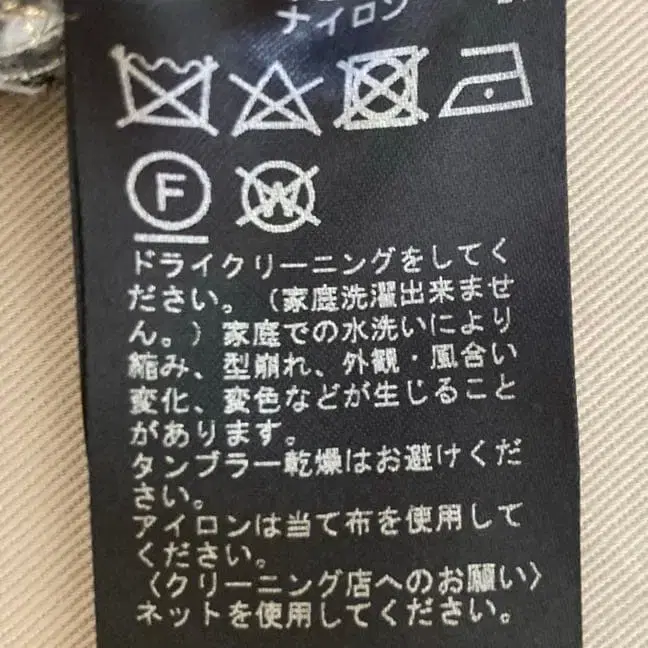 ナイロン
F W
ドライクリーニングをしてく
ださい。（家庭洗濯出来ませ
ん。）家庭での水洗いにより
縮み、型崩れ、外観・風合い
変化、変色などが生じること
があります。
タンブラー乾燥はお避けくだ
さい。
アイロンは当て布を使用して
ください。
〈クリーニング店へのお願い〉
ネットを使用してください。